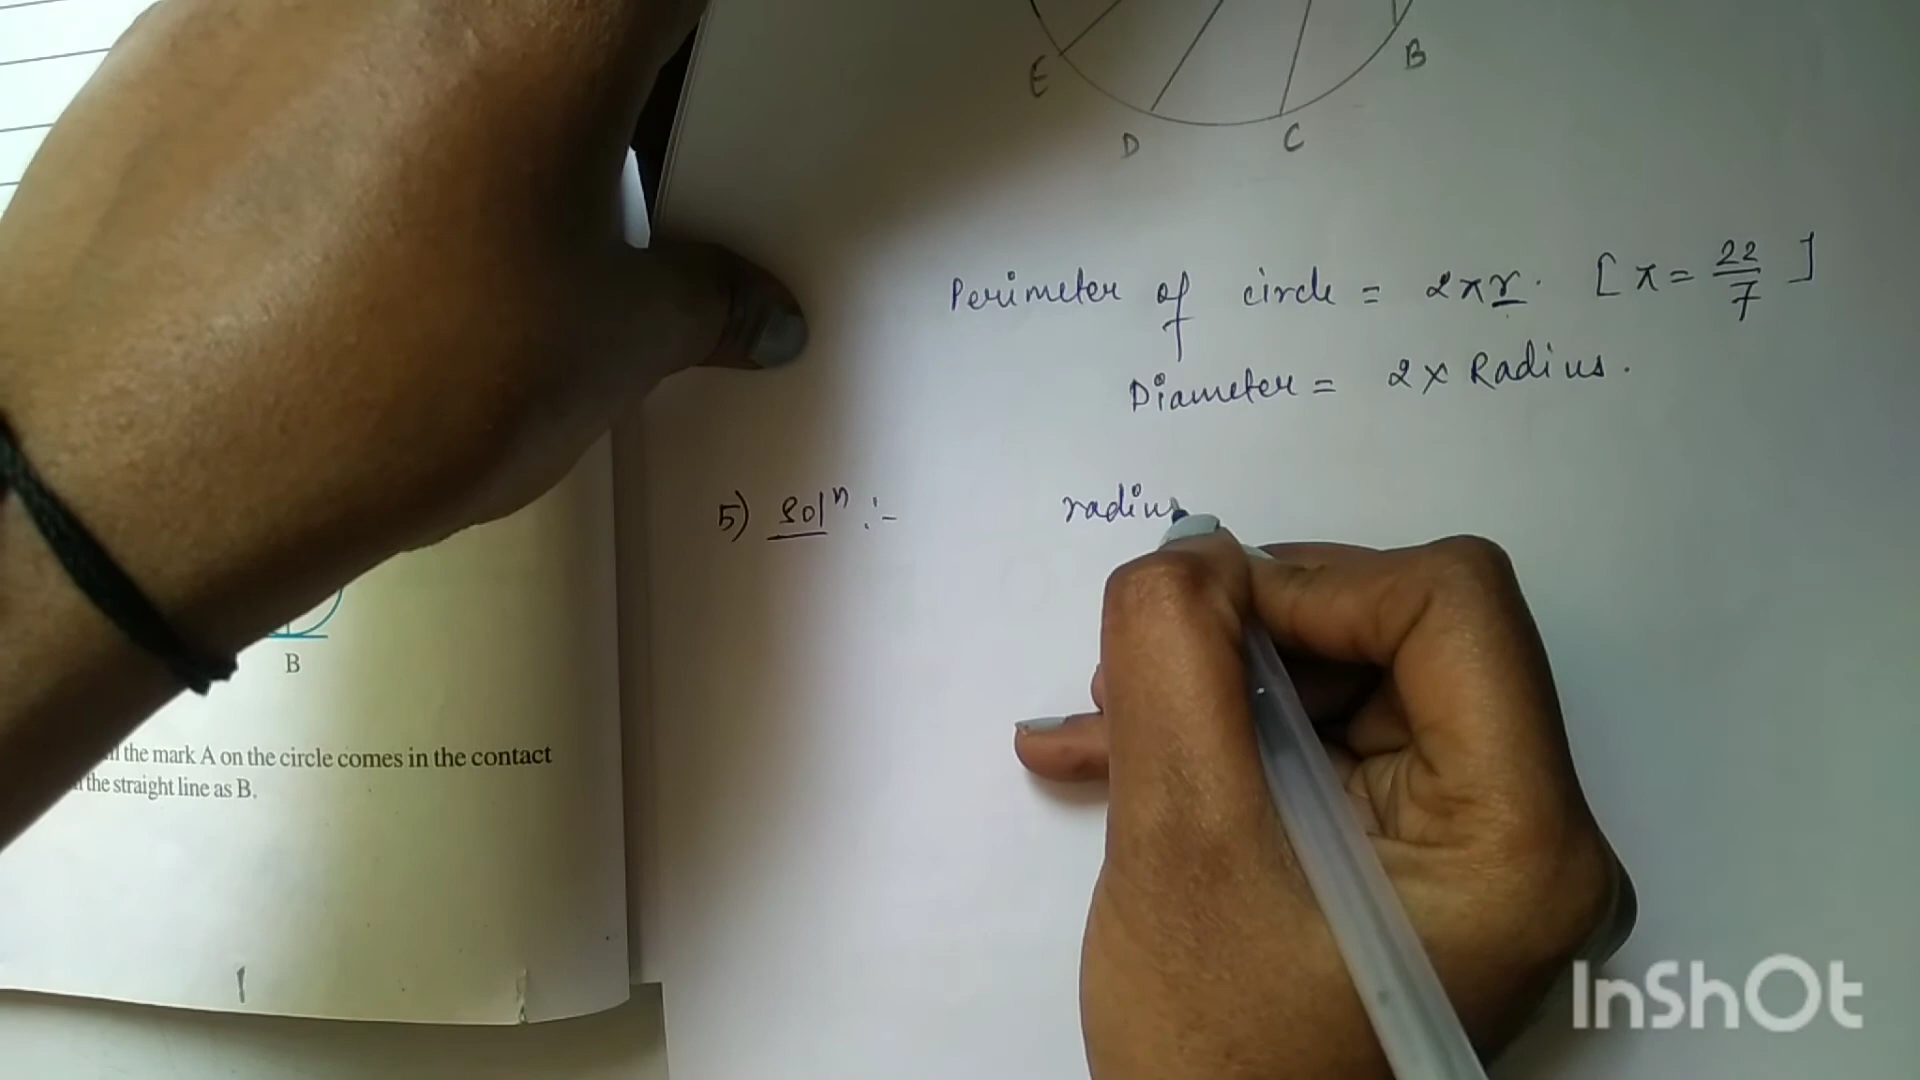 E
B
D
C
Perimeter of circle = 2πr. [π = 22/7]
Diameter = 2 x Radius.
5) Solⁿ :- radius
B
the mark A on the circle comes in the contact
the straight line as B.
InShOt